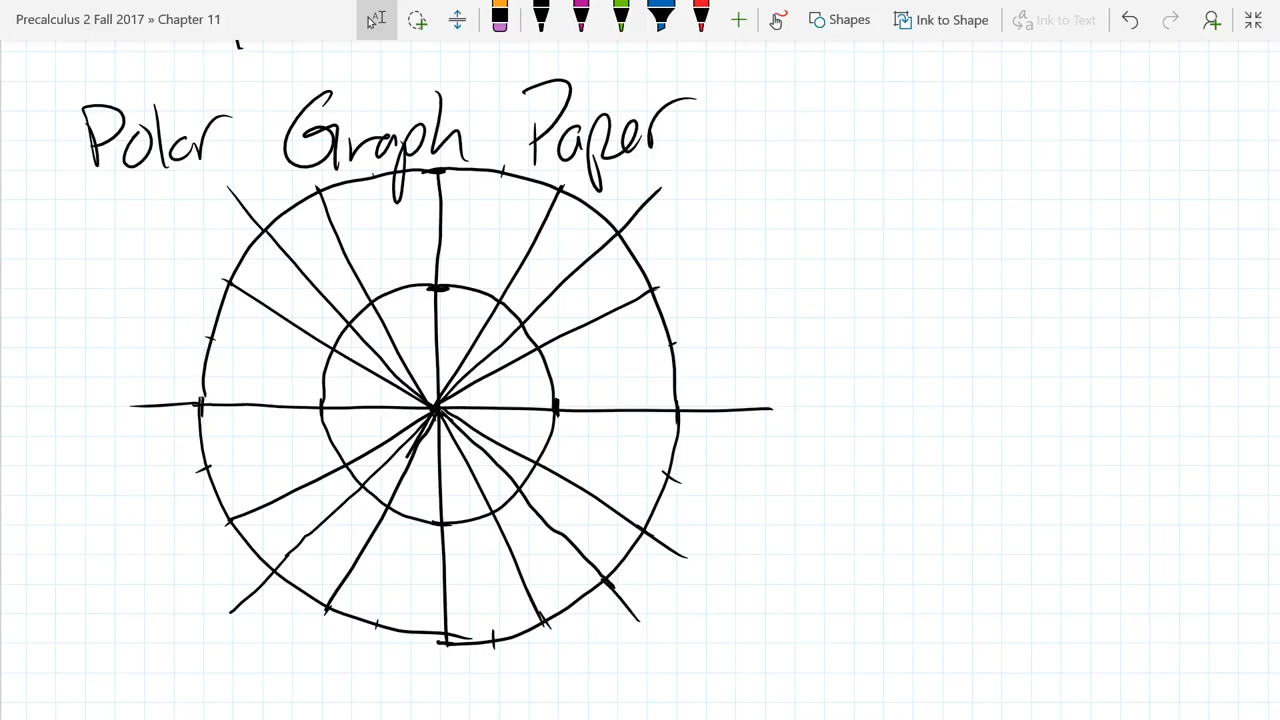 Precalculus 2 Fall 2017 » Chapter 11
Shapes
Ink to Shape
Ink to Text
Polar Graph Paper